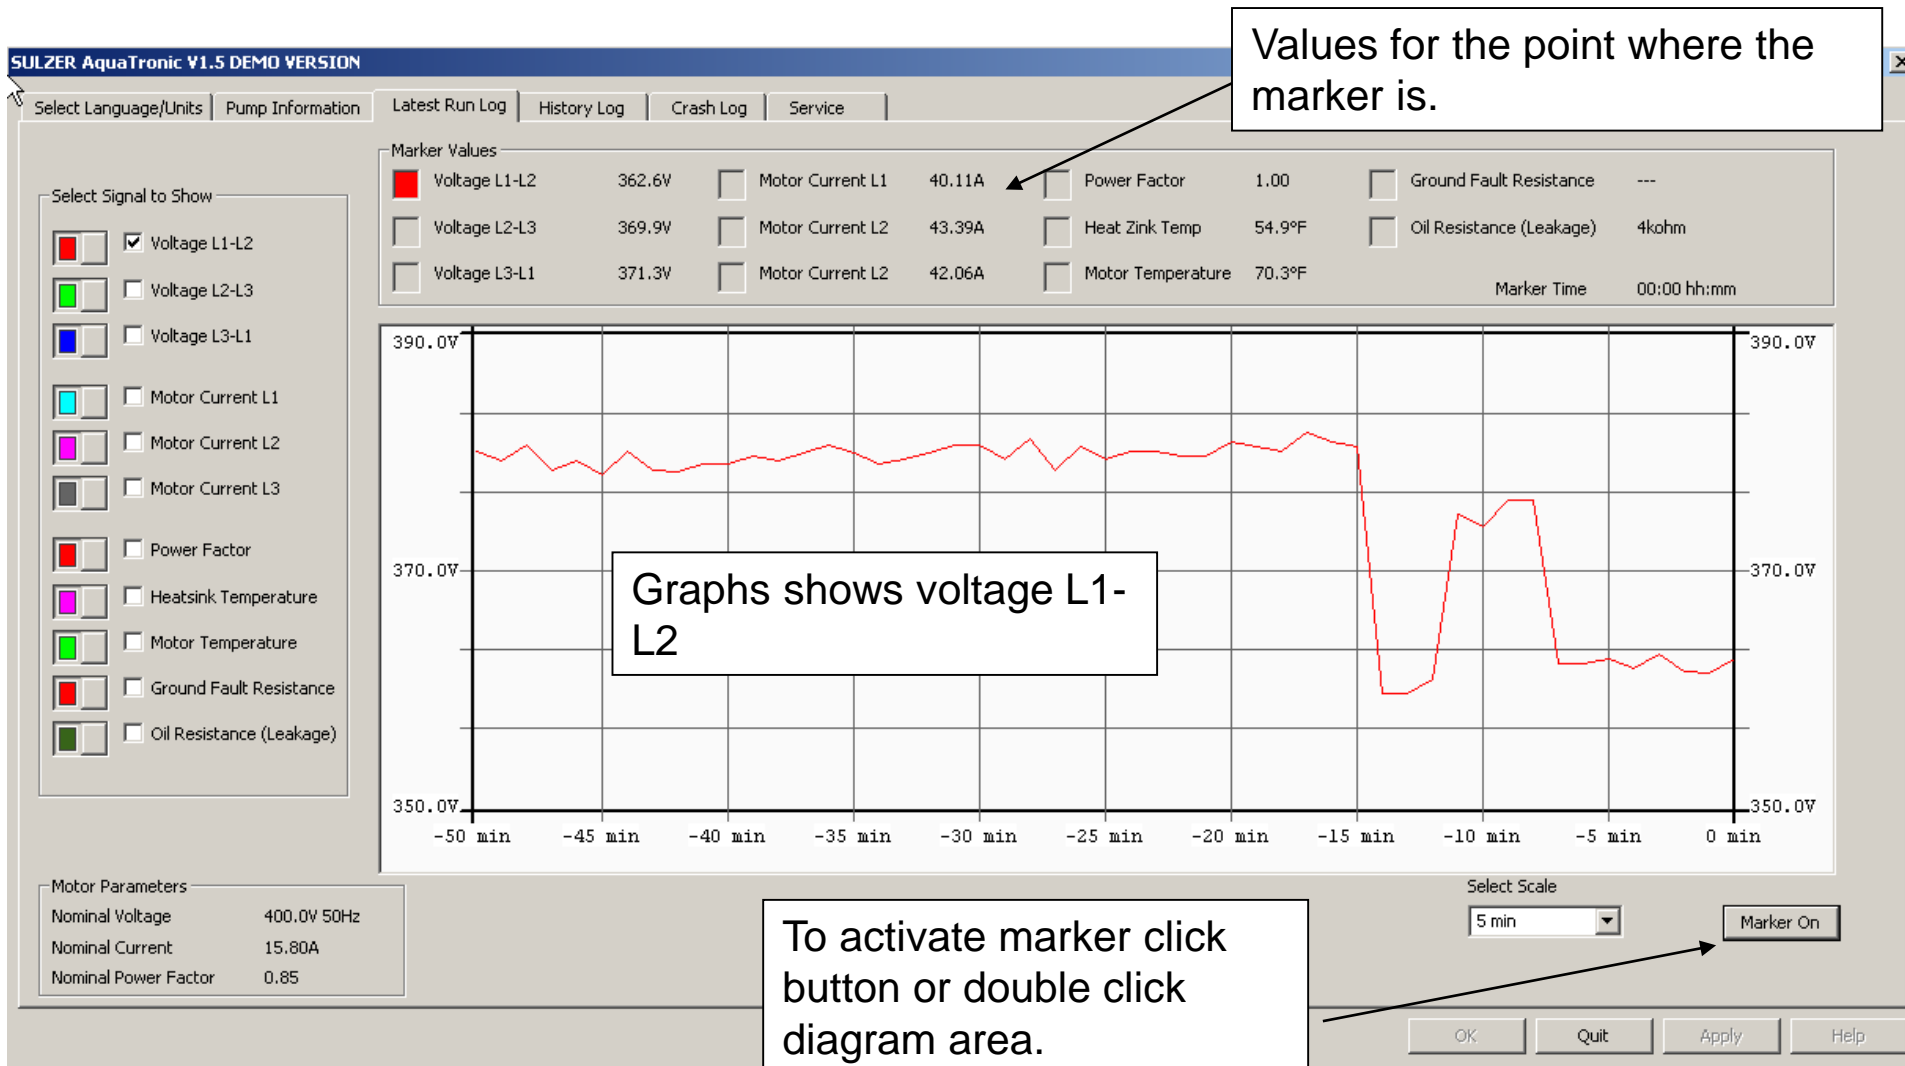 Values for the point where the
marker is.
SULZER AquaTronic V1.5 DEMO VERSION
Select Language/Units
Pump Information
Latest Run Log
History Log
Crash Log
Service
Marker Values
Voltage L1-L2 362.6V Motor Current L1 40.11A Power Factor 1.00 Ground Fault Resistance ---
Voltage L2-L3 369.9V Motor Current L2 43.39A Heat Zink Temp 54.9°F Oil Resistance (Leakage) 4kohm
Voltage L3-L1 371.3V Motor Current L2 42.06A Motor Temperature 70.3°F
Marker Time 00:00 hh:mm
Select Signal to Show
Voltage L1-L2
Voltage L2-L3
Voltage L3-L1
Motor Current L1
Motor Current L2
Motor Current L3
Power Factor
Heatsink Temperature
Motor Temperature
Ground Fault Resistance
Oil Resistance (Leakage)
390.0V 390.0V
370.0V 370.0V
Graphs shows voltage L1-
L2
350.0V 350.0V
-50 min -45 min -40 min -35 min -30 min -25 min -20 min -15 min -10 min -5 min 0 min
Motor Parameters
Nominal Voltage 400.0V 50Hz
Nominal Current 15.80A
Nominal Power Factor 0.85
Select Scale
5 min
Marker On
To activate marker click
button or double click
diagram area.
OK Quit Apply Help